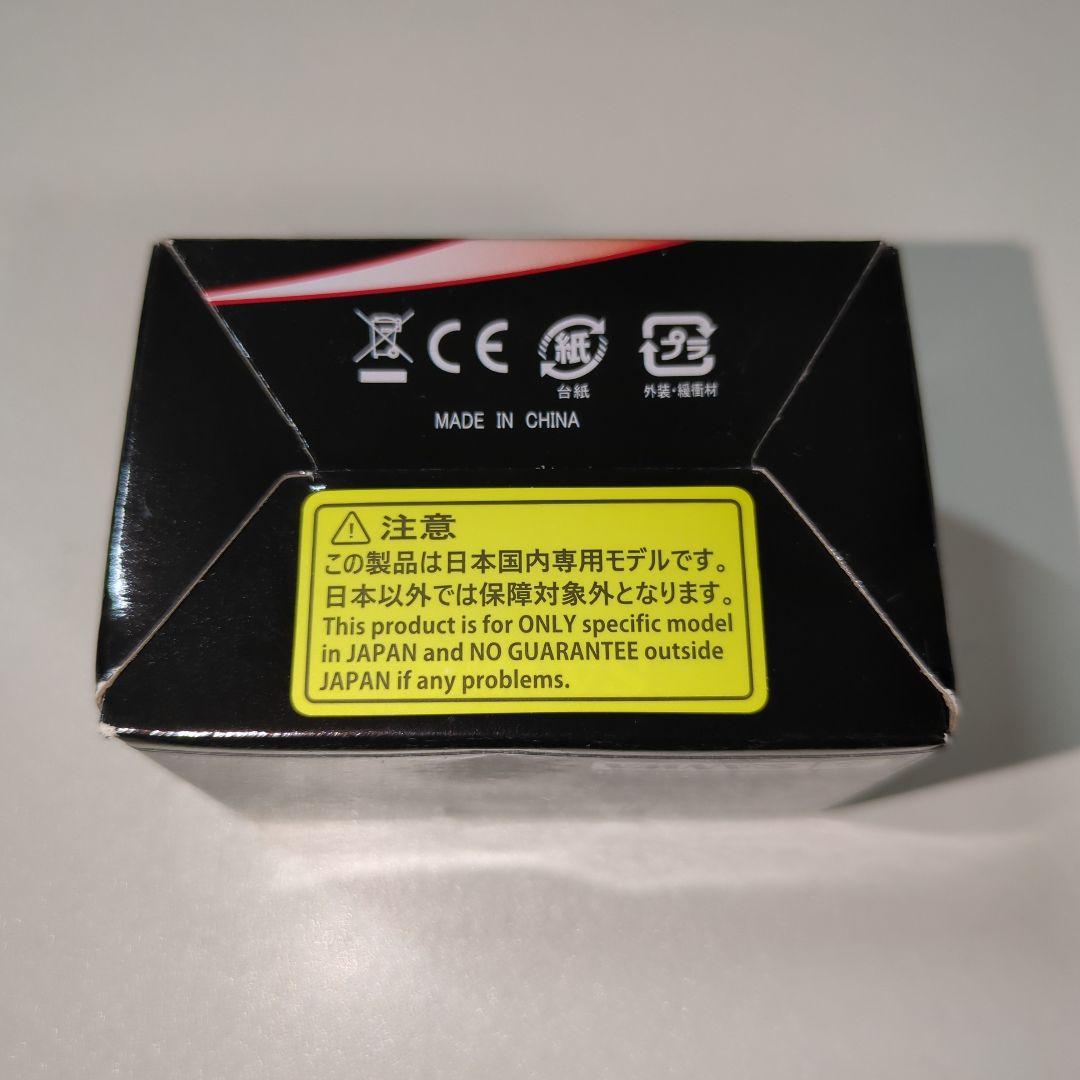 CE 紙 プラ
台紙 外装・緩衝材
MADE IN CHINA
注意
この製品は日本国内専用モデルです。
日本以外では保障対象外となります。
This product is for ONLY specific model
in JAPAN and NO GUARANTEE outside
JAPAN if any problems.